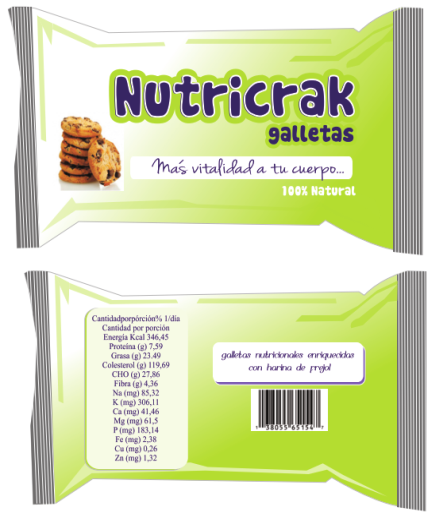 Nutricrak
galletas
Más vitalidad a tu cuerpo...
100% Natural
Cantidadporpórción% 1/día
Cantidad por porción
Energía Kcal 346,45
Proteína (g) 7,59
Grasa (g) 23.49
Colesterol (g) 119,69
CHO (g) 27,86
Fibra (g) 4,36
Na (mg) 85,32
K (mg) 306,11
Ca (mg) 41,46
Mg (mg) 61,5
P (mg) 183,14
Fe (mg) 2,38
Cu (mg) 0,26
Zn (mg) 1,32
galletas nutricionales enriquecidas
con harina de prejol
1 38055 65154 7